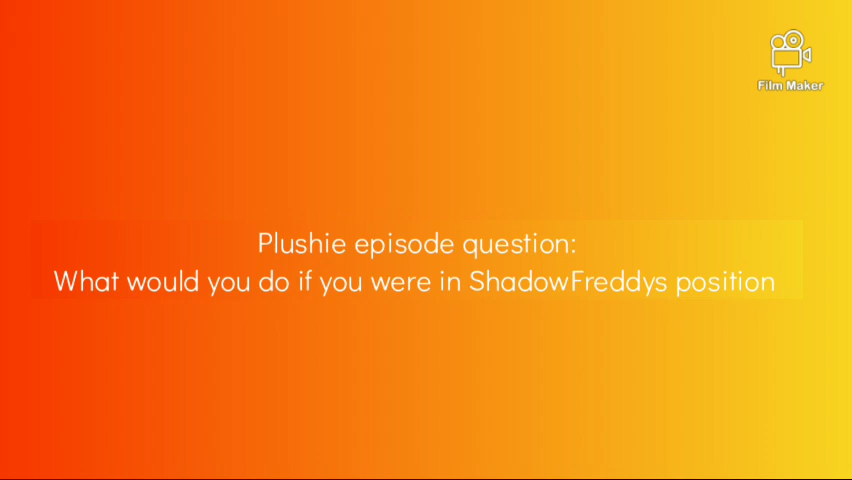 Film Maker
Plushie episode question:
What would you do if you were in ShadowFreddys position